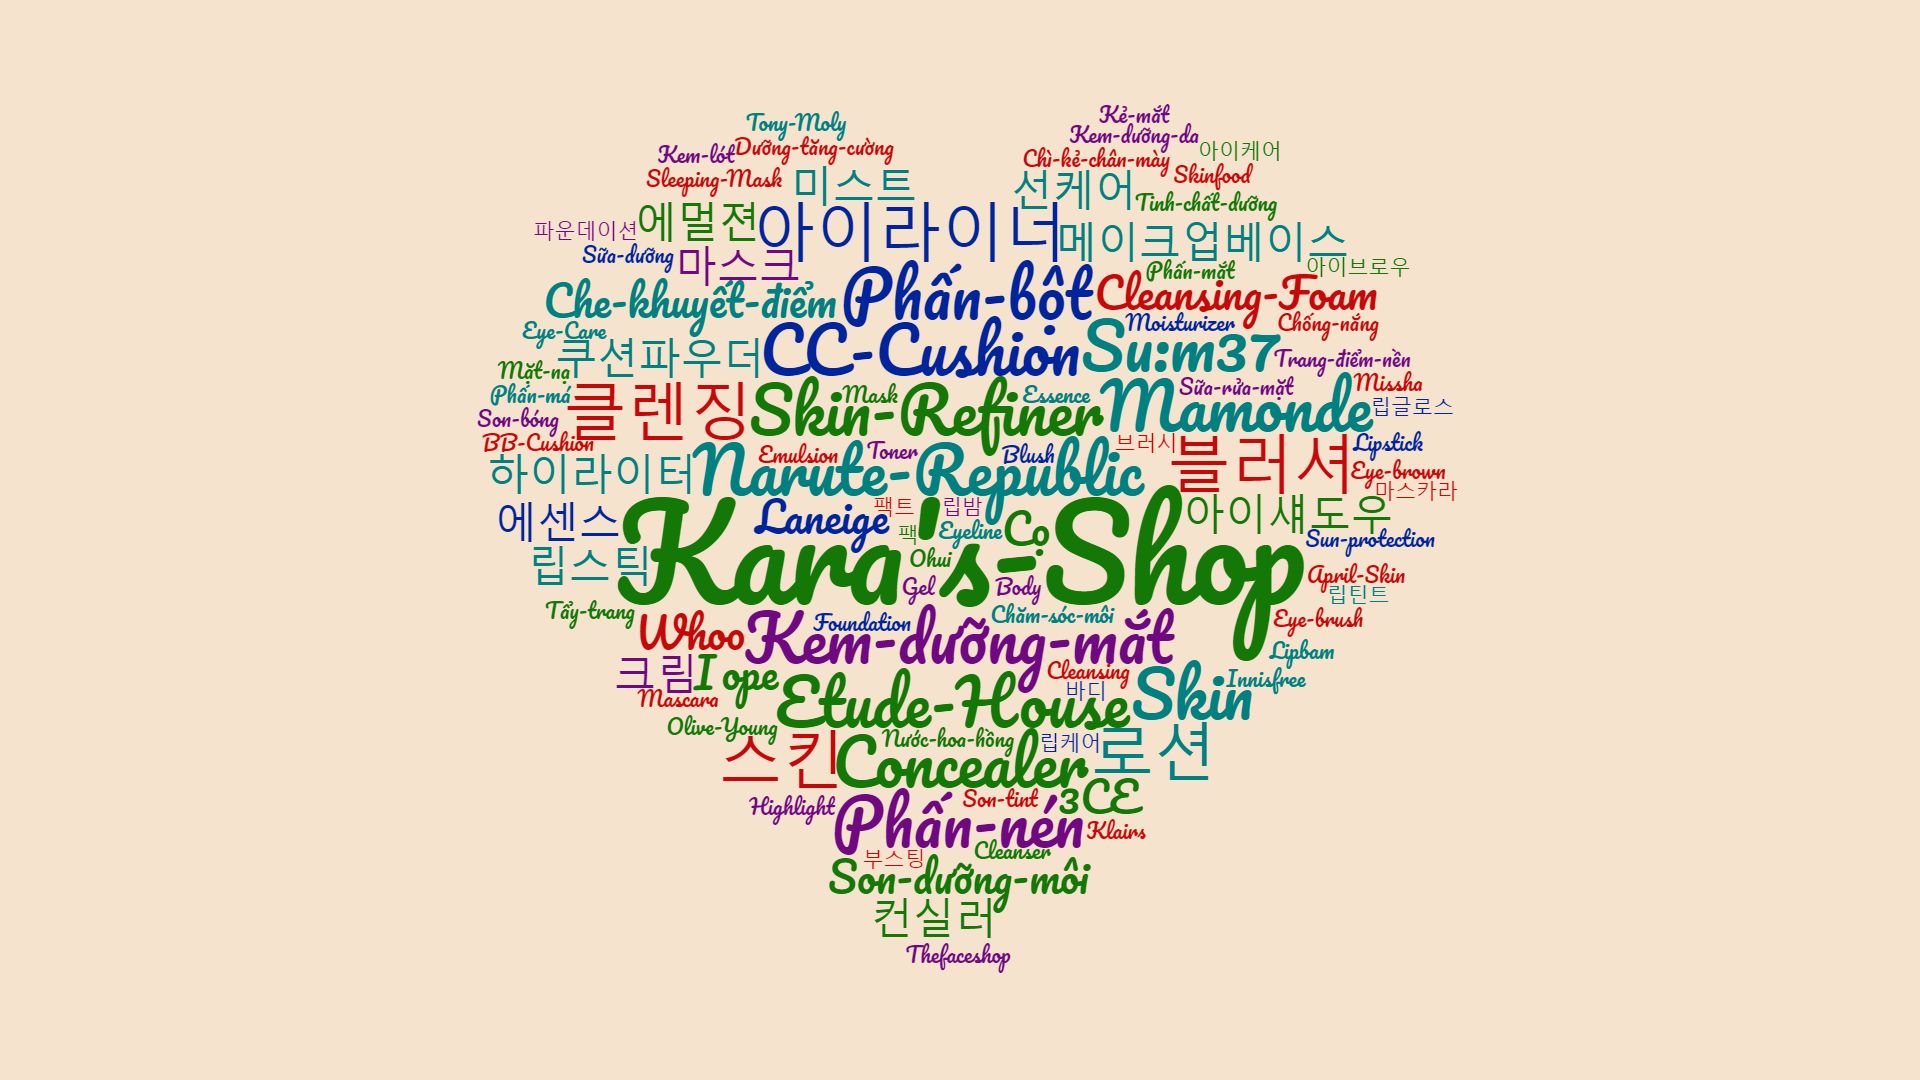 Kẻ-mắt
Tony-Moly
Kem-dưỡng-da
Dưỡng-tăng-cường
아이케어
Kem-lót
Chì-kẻ-chân-mày
Skinfood
Sleeping-Mask
미스트
선케어
Tinh-chất-dưỡng
에멀젼
아이라이너
파운데이션
메이크업베이스
Sữa-dưỡng
마스크
Phấn-mắt
아이브로우
Che-khuyết-điểm
Phấn-bột
Cleansing-Foam
Eye-Care
Moisturizer
Chống-nắng
쿠션파우더
CC-Cushion
Su:m37
Trang-điểm-nền
Mặt-nạ
Sữa-rửa-mặt
Missha
Phấn-má
클렌징
Skin-Refiner
Mask
Essence
Mamonde
립글로스
Son-bóng
BB-Cushion
Emulsion
Toner
Blush
브러시
블러셔
Lipstick
하이라이터
Narute-Republic
Eye-brown
마스카라
에센스
Laneige
팩트
립밤
아이섀도우
팩
Eyeline
Cọ
Sun-protection
립스틱
Kara's-Shop
Ohui
April-Skin
Gel
Body
립틴트
Tẩy-trang
Whoo
Foundation
Chăm-sóc-môi
Eye-brush
Kem-dưỡng-mắt
Lipbam
크림
I ope
Cleansing
Innisfree
바디
Mascara
Etude-House
Skin
Olive-Young
Nước-hoa-hồng
립케어
스킨
Concealer
로션
Highlight
Son-tint
3CE
Phấn-nén
Klairs
부스팅
Cleanser
Son-dưỡng-môi
컨실러
Thefaceshop